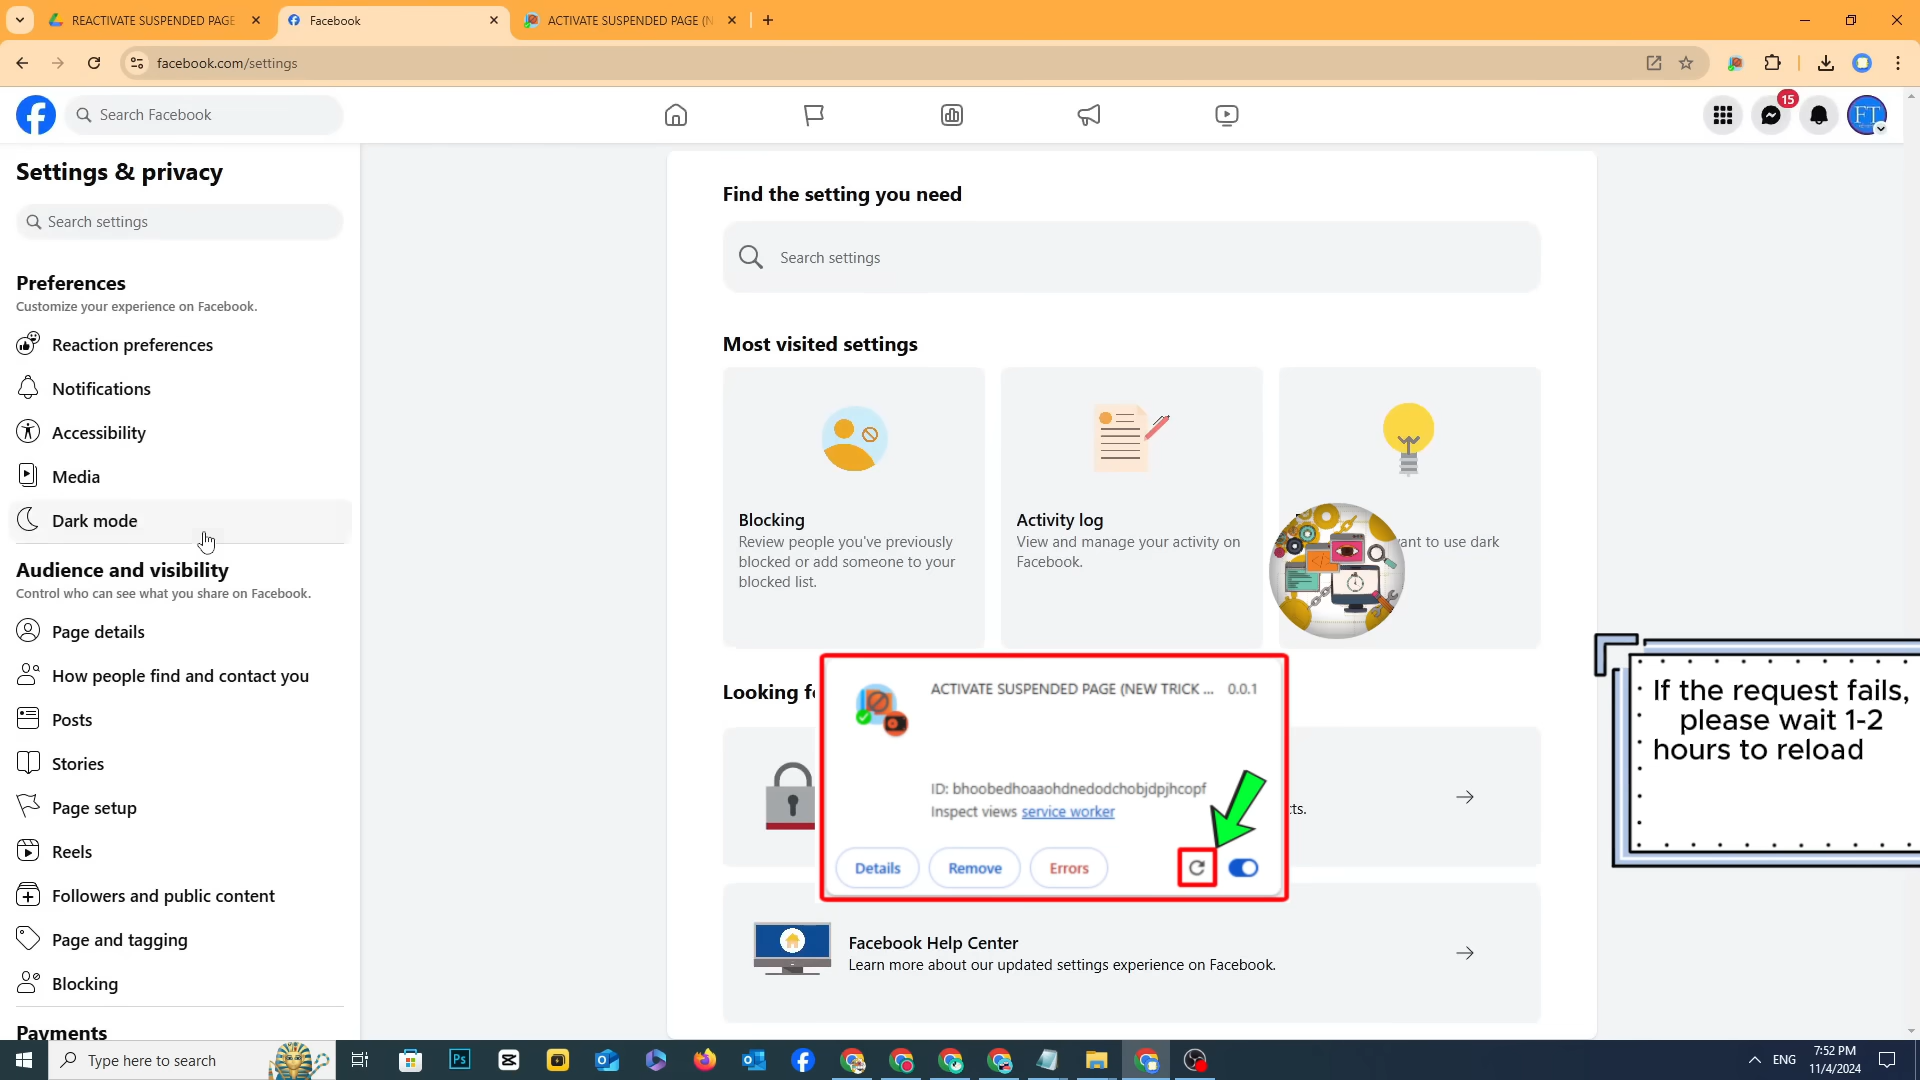 REACTIVATE SUSPENDED PAGE
Facebook
ACTIVATE SUSPENDED PAGE (N
facebook.com/settings
Search Facebook
15
FT
Settings & privacy
Search settings
Preferences
Customize your experience on Facebook.
Reaction preferences
Notifications
Accessibility
Media
Dark mode
Audience and visibility
Control who can see what you share on Facebook.
Page details
How people find and contact you
Posts
Stories
Page setup
Reels
Followers and public content
Page and tagging
Blocking
Payments
Find the setting you need
Search settings
Most visited settings
Blocking
Review people you've previously
blocked or add someone to your
blocked list.
Activity log
View and manage your activity on
Facebook.
ant to use dark
Looking f
ts.
ACTIVATE SUSPENDED PAGE (NEW TRICK ... 0.0.1
ID: bhoobedhoaaohdnedodchobjdpjhcopf
Inspect views service worker
Details
Remove
Errors
Facebook Help Center
Learn more about our updated settings experience on Facebook.
If the request fails,
please wait 1-2
hours to reload
Type here to search
Ps
ENG
7:52 PM
11/4/2024